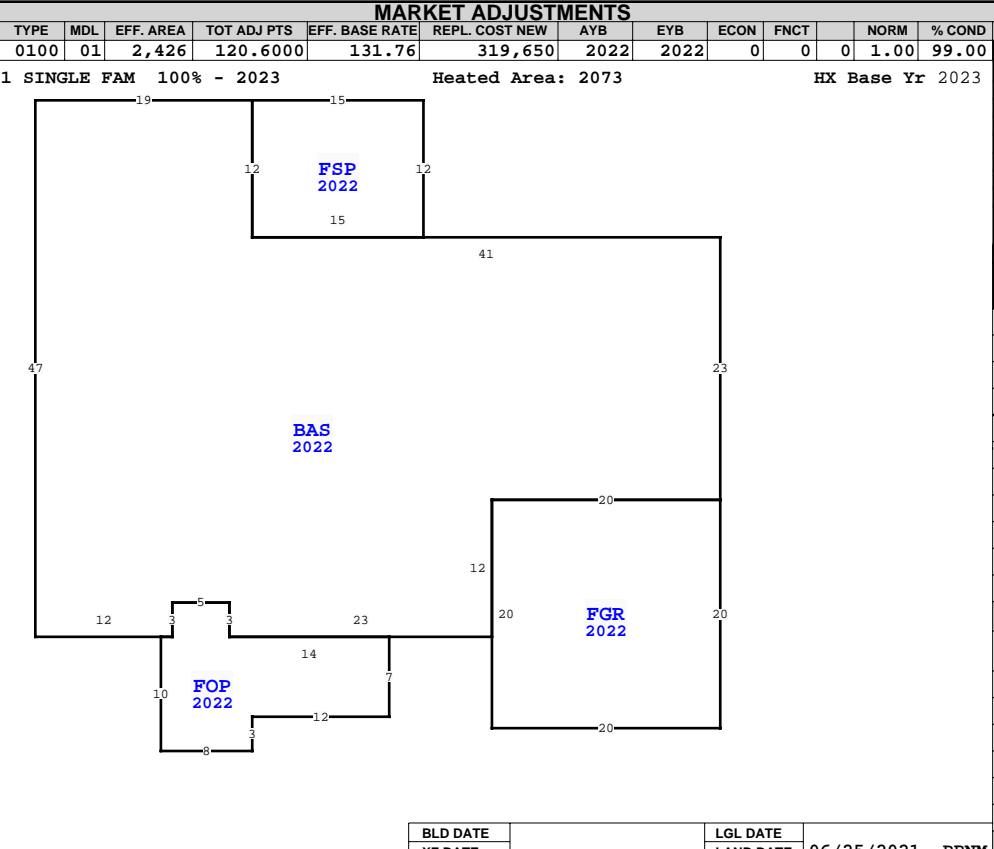 MARKET ADJUSTMENTS
TYPE MDL EFF. AREA TOT ADJ PTS EFF. BASE RATE REPL. COST NEW AYB EYB ECON FNCT NORM % COND
0100 01 2,426 120.6000 131.76 319,650 2022 2022 0 0 0 1.00 99.00
1 SINGLE FAM 100% - 2023 Heated Area: 2073 HX Base Yr 2023
19 15
12 FSP 12
2022
15
41
47 23
BAS
2022
20
12
5
12 3 3 23 20 FGR 20
2022
14
7
FOP
10 2022
12
3 20
8
BLD DATE LGL DATE